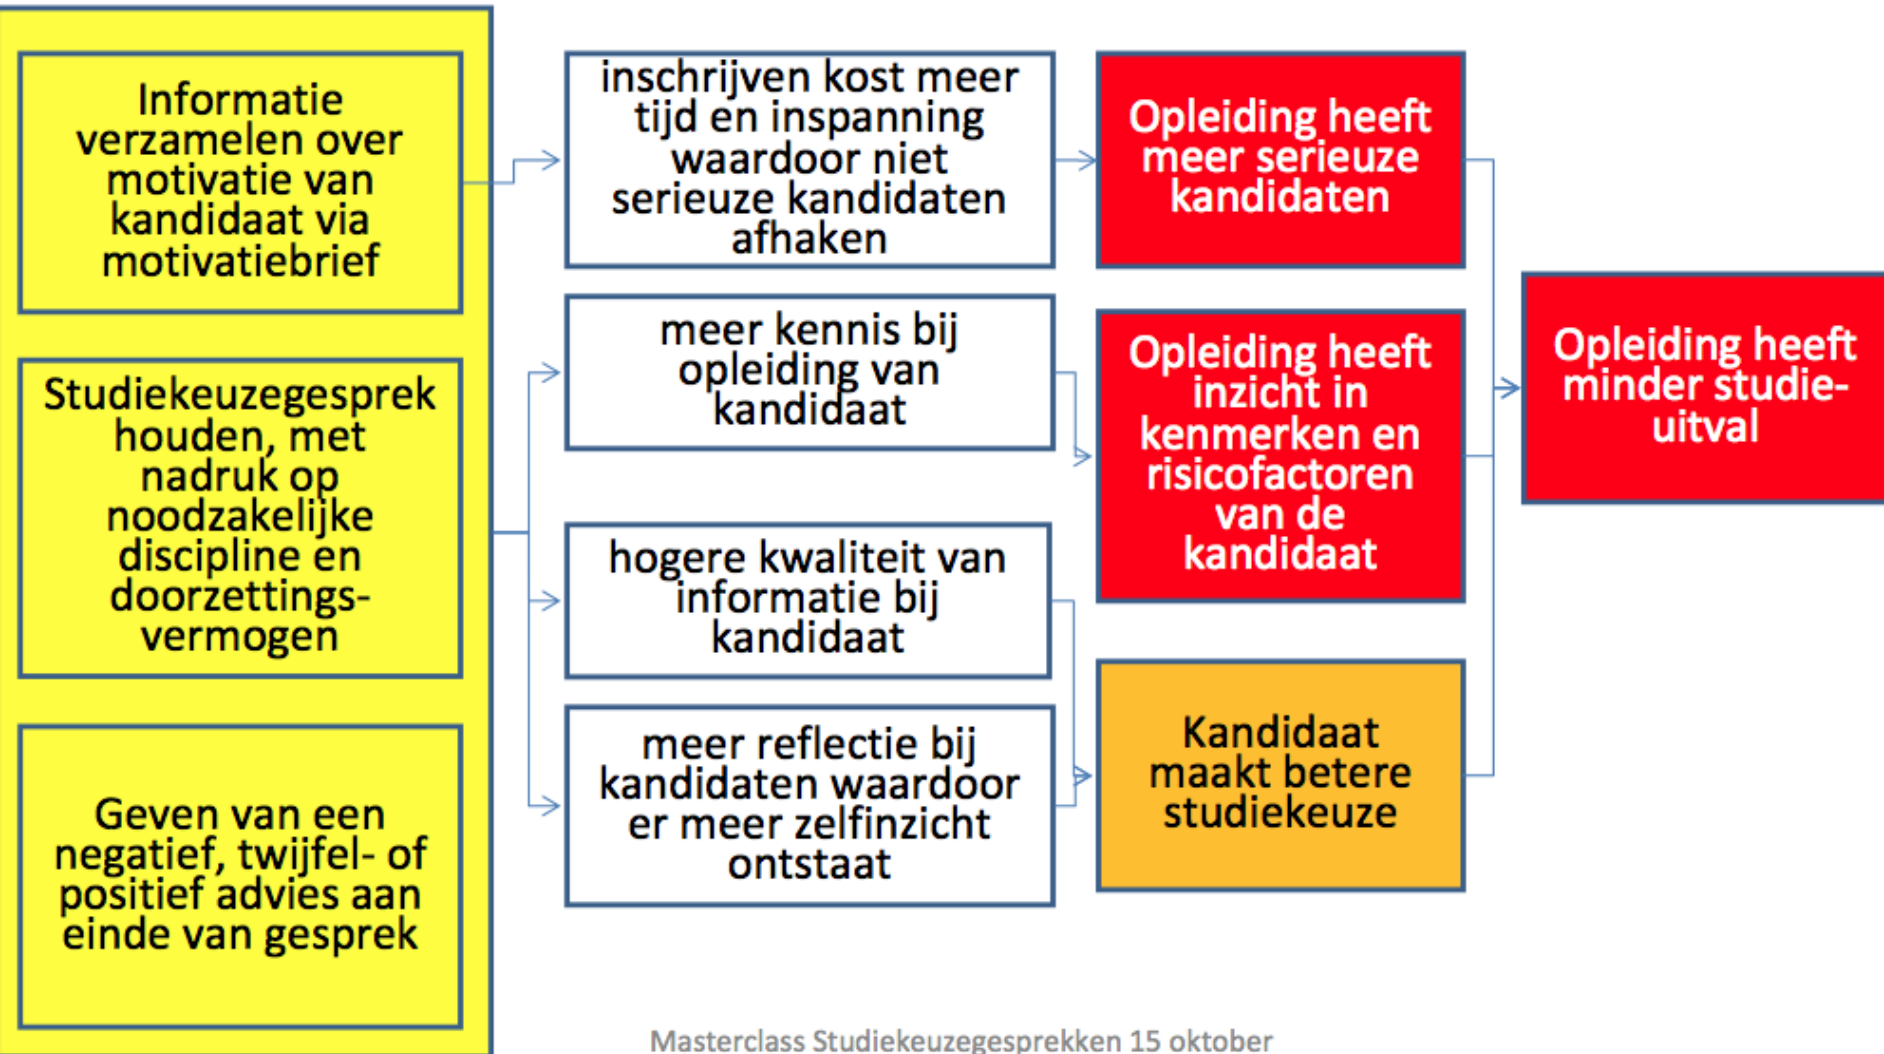 Informatie
verzamelen over
motivatie van
kandidaat via
motivatiebrief
Studiekeuzegesprek
houden, met
nadruk op
noodzakelijke
discipline en
doorzettings-
vermogen
Geven van een
negatief, twijfel- of
positief advies aan
einde van gesprek
inschrijven kost meer
tijd en inspanning
waardoor niet
serieuze kandidaten
afhaken
meer kennis bij
opleiding van
kandidaat
hogere kwaliteit van
informatie bij
kandidaat
meer reflectie bij
kandidaten waardoor
er meer zelfinzicht
ontstaat
Opleiding heeft
meer serieuze
kandidaten
Opleiding heeft
inzicht in
kenmerken en
risicofactoren
van de
kandidaat
Kandidaat
maakt betere
studiekeuze
Opleiding heeft
minder studie-
uitval
Masterclass Studiekeuzegesprekken 15 oktober